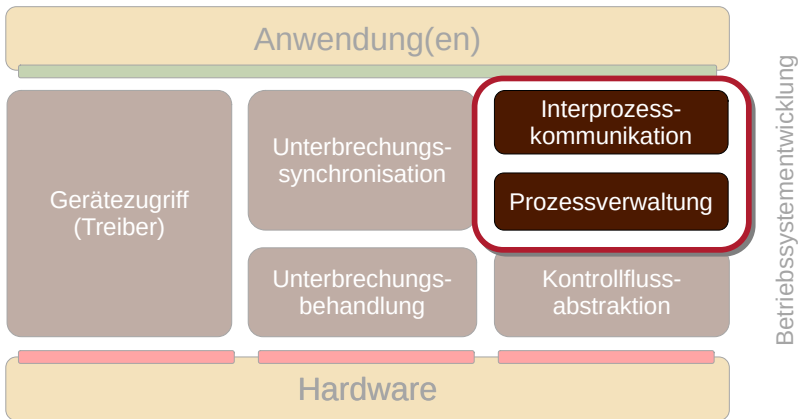 Anwendung(en)
Gerätezugriff
(Treiber)
Unterbrechungs-
synchronisation
Interprozess-
kommunikation
Prozessverwaltung
Unterbrechungs-
behandlung
Kontrollfluss-
abstraktion
Hardware
Betriebssystementwicklung